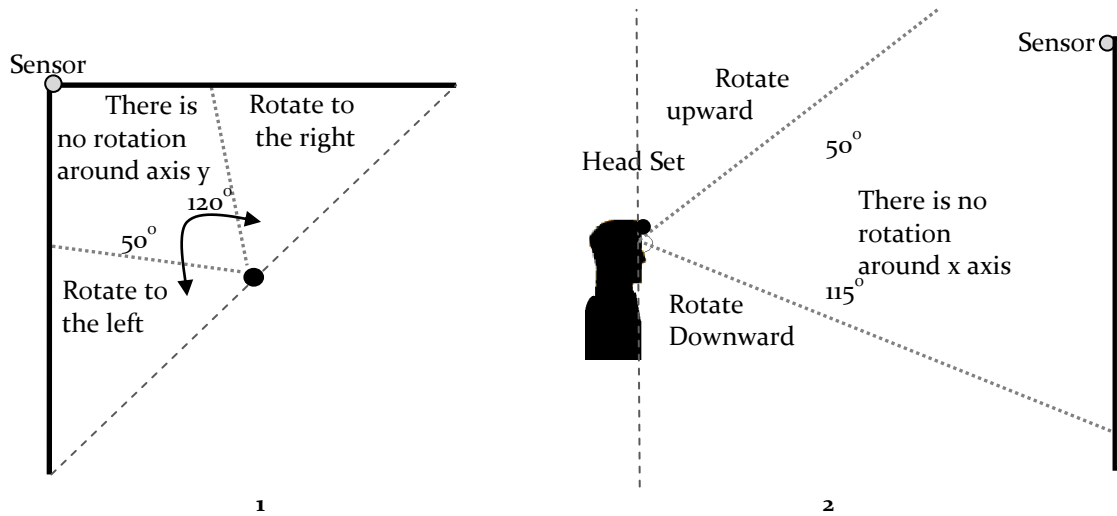 Sensor
There is
no rotation
around axis y
Rotate to
the right
120°
50°
Rotate to
the left
1
Sensor
Rotate
upward
50°
Head Set
There is no
rotation
around x axis
115°
Rotate
Downward
2